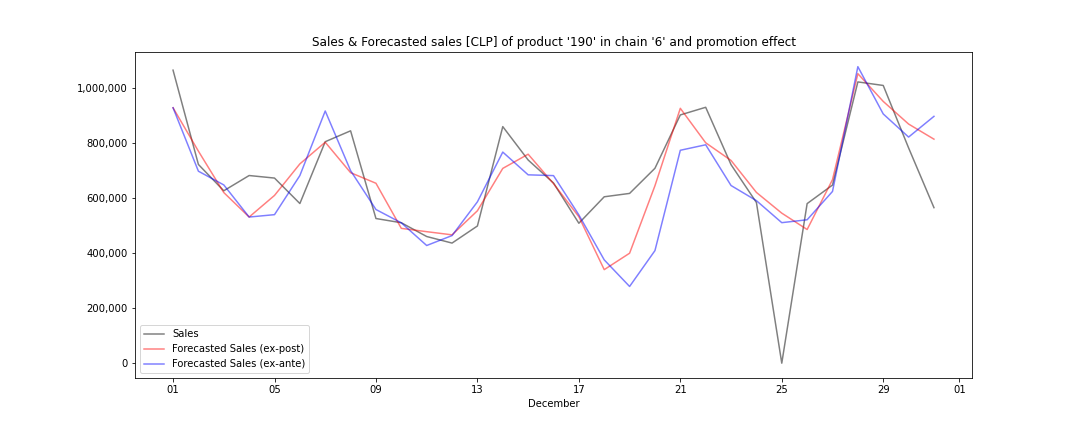 Sales & Forecasted sales [CLP] of product '190' in chain '6' and promotion effect
1,000,000
800,000
600,000
400,000
200,000
0
Sales
Forecasted Sales (ex-post)
Forecasted Sales (ex-ante)
01 05 09 13 17 21 25 29 01
December